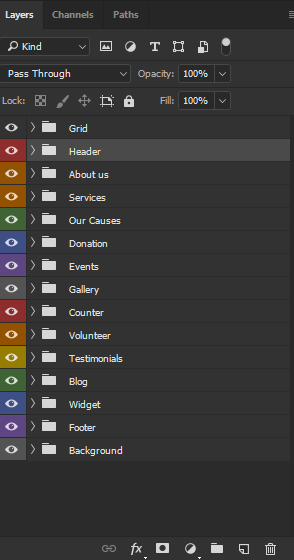 Layers Channels Paths
Kind
Pass Through Opacity: 100%
Lock: Fill: 100%
Grid
Header
About us
Services
Our Causes
Donation
Events
Gallery
Counter
Volunteer
Testimonials
Blog
Widget
Footer
Background
fx